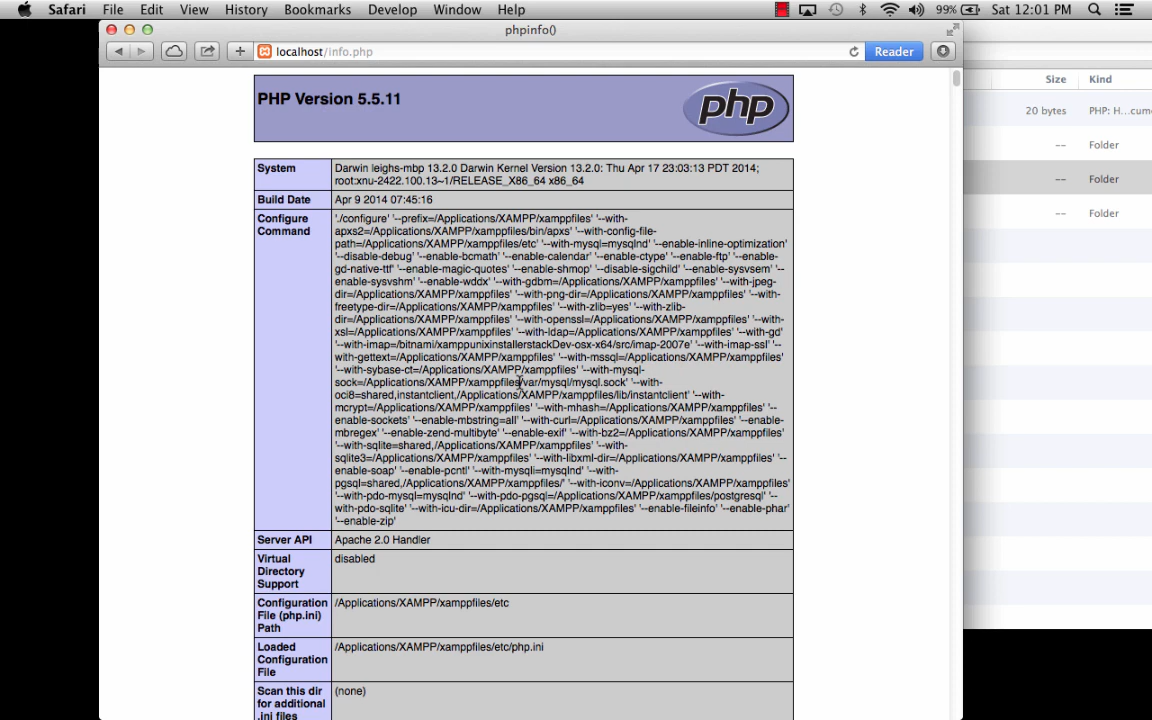 Safari File Edit View History Bookmarks Develop Window Help 99% Sat 12:01 PM
phpinfo()
localhost/info.php Reader
PHP Version 5.5.11
php
System
Darwin leighs-mbp 13.2.0 Darwin Kernel Version 13.2.0: Thu Apr 17 23:03:13 PDT 2014;
root:xnu-2422.100.13~1/RELEASE_X86_64 x86_64
Build Date
Apr 9 2014 07:45:16
Configure
Command
'./configure' '--prefix=/Applications/XAMPP/xamppfiles' '--with-
apxs2=/Applications/XAMPP/xamppfiles/bin/apxs' '--with-config-file-
path=/Applications/XAMPP/xamppfiles/etc' '--with-mysql=mysqlnd' '--enable-inline-optimization'
'--disable-debug' '--enable-bcmath' '--enable-calendar' '--enable-ctype' '--enable-ftp' '--enable-
gd-native-ttf' '--enable-magic-quotes' '--enable-shmop' '--disable-sigchild' '--enable-sysvsem' '--
enable-sysvshm' '--enable-wddx' '--with-gdbm=/Applications/XAMPP/xamppfiles' '--with-jpeg-
dir=/Applications/XAMPP/xamppfiles' '--with-png-dir=/Applications/XAMPP/xamppfiles' '--with-
freetype-dir=/Applications/XAMPP/xamppfiles' '--with-zlib=yes' '--with-zlib-
dir=/Applications/XAMPP/xamppfiles' '--with-openssl=/Applications/XAMPP/xamppfiles' '--with-
xsl=/Applications/XAMPP/xamppfiles' '--with-ldap=/Applications/XAMPP/xamppfiles' '--with-gd'
'--with-imap=/bitnami/xamppunixinstallerstackDev-osx-x64/src/imap-2007e' '--with-imap-ssl' '--
with-gettext=/Applications/XAMPP/xamppfiles' '--with-mssql=/Applications/XAMPP/xamppfiles'
'--with-sybase-ct=/Applications/XAMPP/xamppfiles' '--with-mysql-
sock=/Applications/XAMPP/xamppfiles/var/mysql/mysql.sock' '--with-
oci8=shared,instantclient,/Applications/XAMPP/xamppfiles/lib/instantclient' '--with-
mcrypt=/Applications/XAMPP/xamppfiles' '--with-mhash=/Applications/XAMPP/xamppfiles' '--
enable-sockets' '--enable-mbstring=all' '--with-curl=/Applications/XAMPP/xamppfiles' '--enable-
mbregex' '--enable-zend-multibyte' '--enable-exif' '--with-bz2=/Applications/XAMPP/xamppfiles'
'--with-sqlite=shared,/Applications/XAMPP/xamppfiles' '--with-
sqlite3=/Applications/XAMPP/xamppfiles' '--with-libxml-dir=/Applications/XAMPP/xamppfiles' '--
enable-soap' '--enable-pcntl' '--with-mysqli=mysqlnd' '--with-
pgsql=shared,/Applications/XAMPP/xamppfiles/' '--with-iconv=/Applications/XAMPP/xamppfiles'
'--with-pdo-mysql=mysqlnd' '--with-pdo-pgsql=/Applications/XAMPP/xamppfiles/postgresql' '--
with-pdo-sqlite' '--with-icu-dir=/Applications/XAMPP/xamppfiles' '--enable-fileinfo' '--enable-phar'
'--enable-zip'
Server API
Apache 2.0 Handler
Virtual
Directory
Support
disabled
Configuration
File (php.ini)
Path
/Applications/XAMPP/xamppfiles/etc
Loaded
Configuration
File
/Applications/XAMPP/xamppfiles/etc/php.ini
Scan this dir
for additional
.ini files
(none)
Size Kind
20 bytes PHP: H...cum
-- Folder
-- Folder
-- Folder